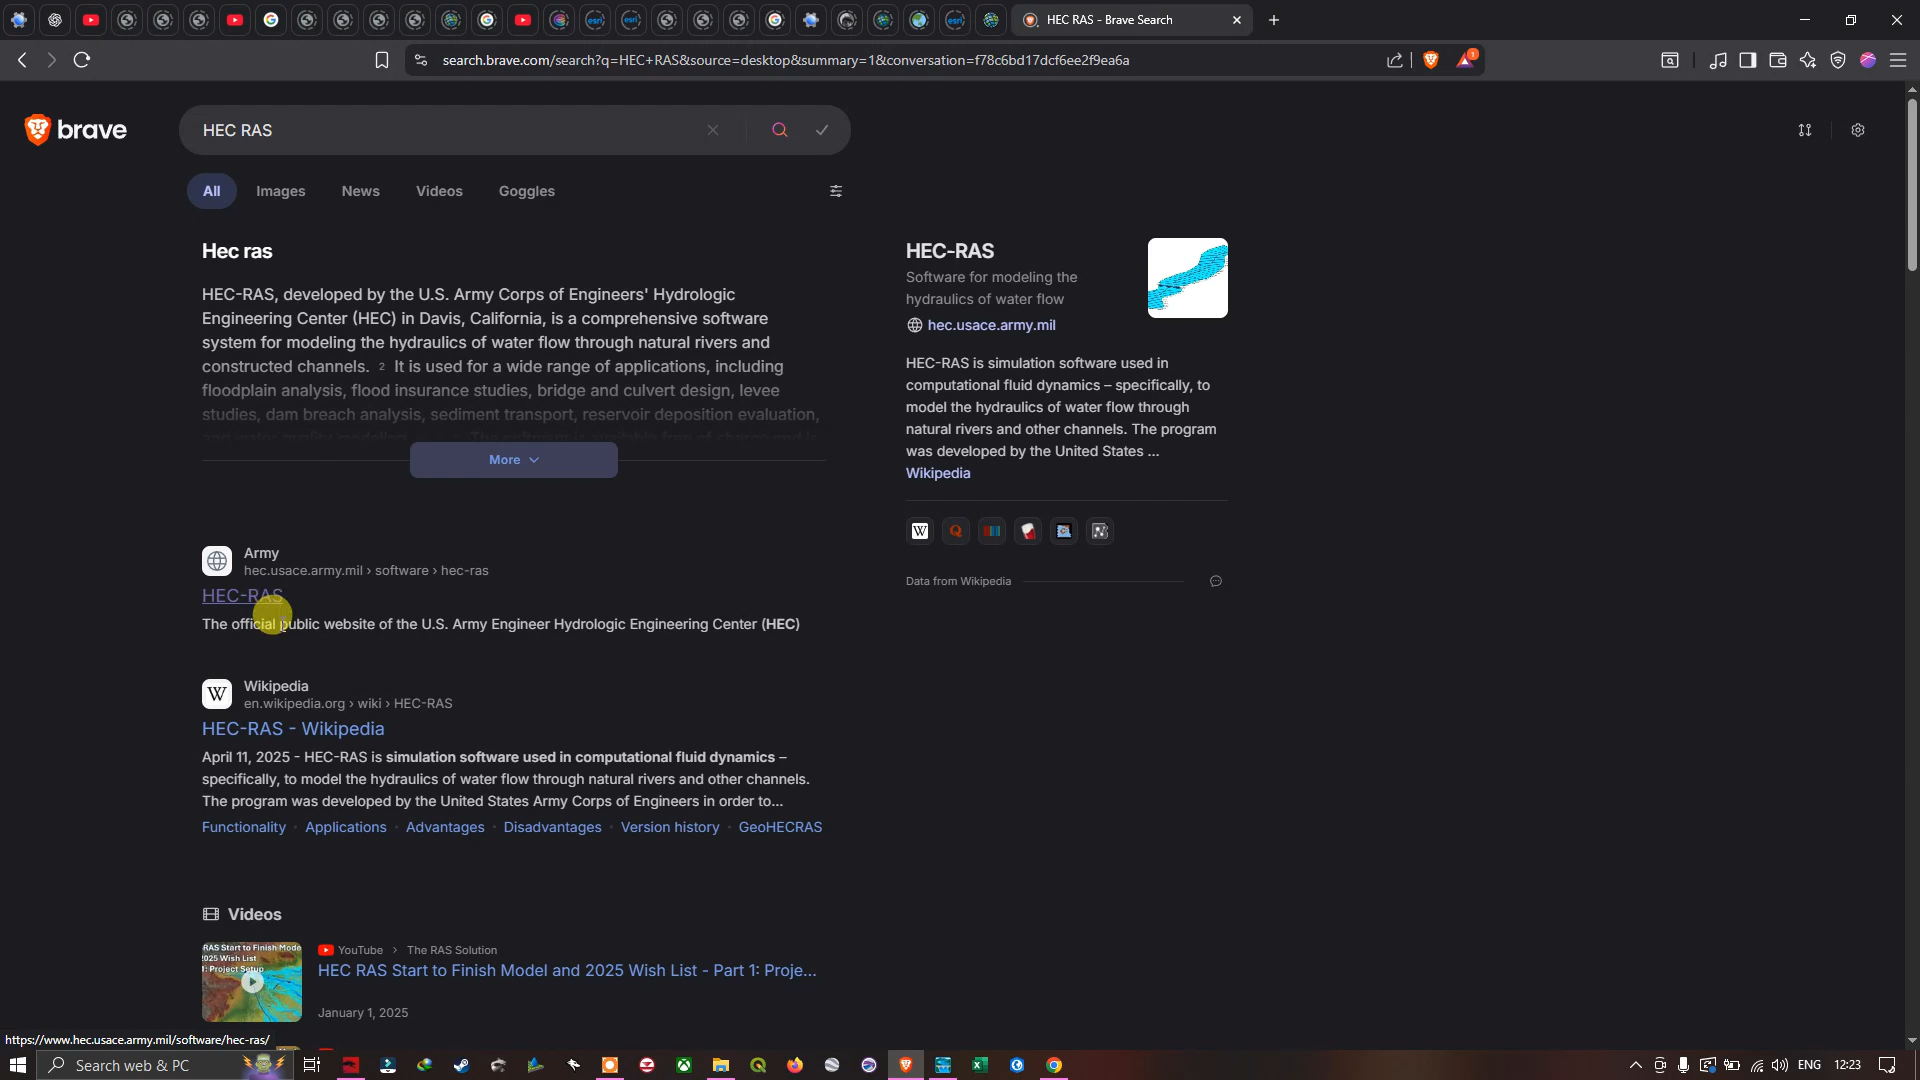 HEC RAS - Brave Search
search.brave.com/search?q=HEC+RAS&source=desktop&summary=1&conversation=f78c6bd17dcf6ee2f9ea6a
1
brave
HEC RAS
All
Images
News
Videos
Goggles
Hec ras
HEC-RAS, developed by the U.S. Army Corps of Engineers' Hydrologic
Engineering Center (HEC) in Davis, California, is a comprehensive software
system for modeling the hydraulics of water flow through natural rivers and
constructed channels. 2 It is used for a wide range of applications, including
floodplain analysis, flood insurance studies, bridge and culvert design, levee
studies, dam breach analysis, sediment transport, reservoir deposition evaluation,
More
HEC-RAS
Software for modeling the
hydraulics of water flow
hec.usace.army.mil
HEC-RAS is simulation software used in
computational fluid dynamics – specifically, to
model the hydraulics of water flow through
natural rivers and other channels. The program
was developed by the United States ...
Wikipedia
Data from Wikipedia
Army
hec.usace.army.mil › software › hec-ras
HEC-RAS
The official public website of the U.S. Army Engineer Hydrologic Engineering Center (HEC)
W
Wikipedia
en.wikipedia.org › wiki › HEC-RAS
HEC-RAS - Wikipedia
April 11, 2025 - HEC-RAS is simulation software used in computational fluid dynamics –
specifically, to model the hydraulics of water flow through natural rivers and other channels.
The program was developed by the United States Army Corps of Engineers in order to...
Functionality · Applications · Advantages · Disadvantages · Version history · GeoHECRAS
Videos
RAS Start to Finish Mode
2025 Wish List
1: Project Setup
YouTube › The RAS Solution
HEC RAS Start to Finish Model and 2025 Wish List - Part 1: Proje...
January 1, 2025
https://www.hec.usace.army.mil/software/hec-ras/
Search web & PC
ENG
12:23